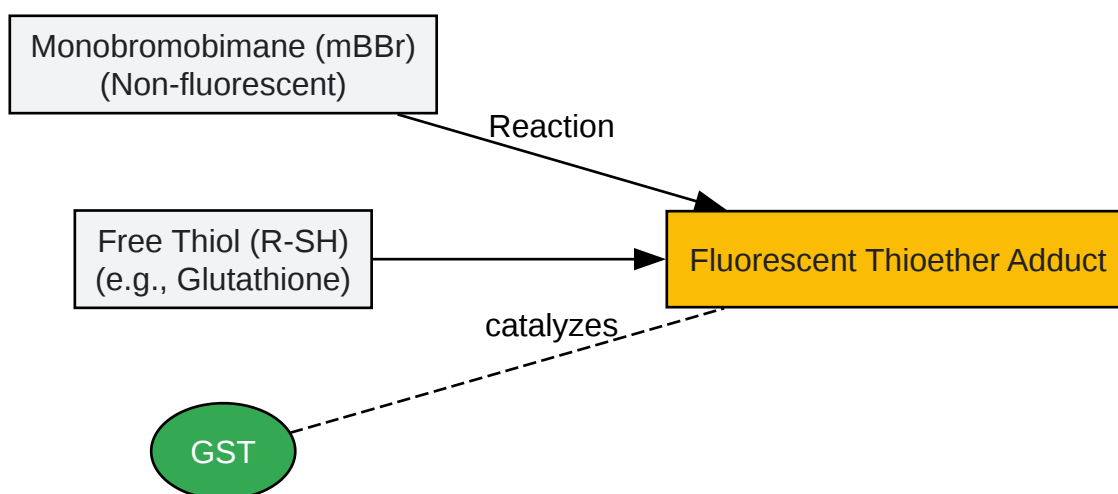 Monobromobimane (mBBr)
(Non-fluorescent)
Reaction
Free Thiol (R-SH)
(e.g., Glutathione)
Fluorescent Thioether Adduct
catalyzes
GST